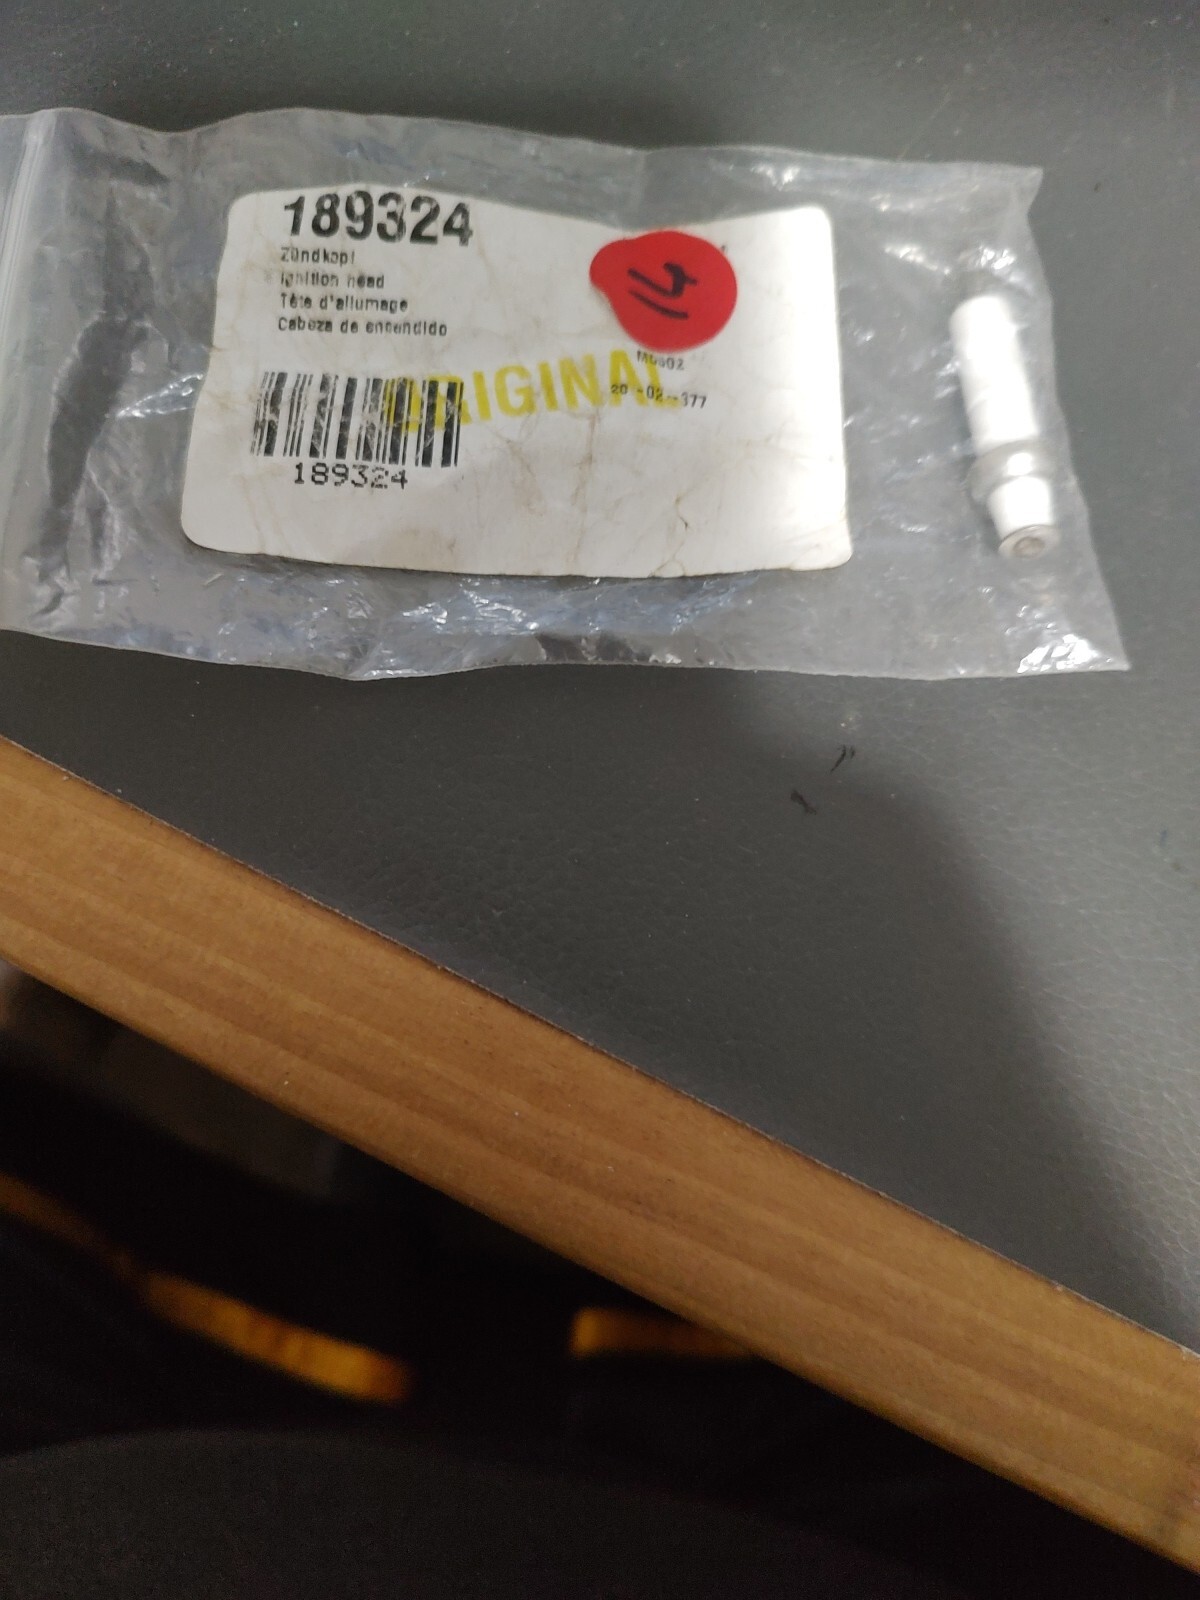 189324
Zündkopf
Ignition head
Tête d'allumage
Cabeza de encendido
ORIGINAL
189324